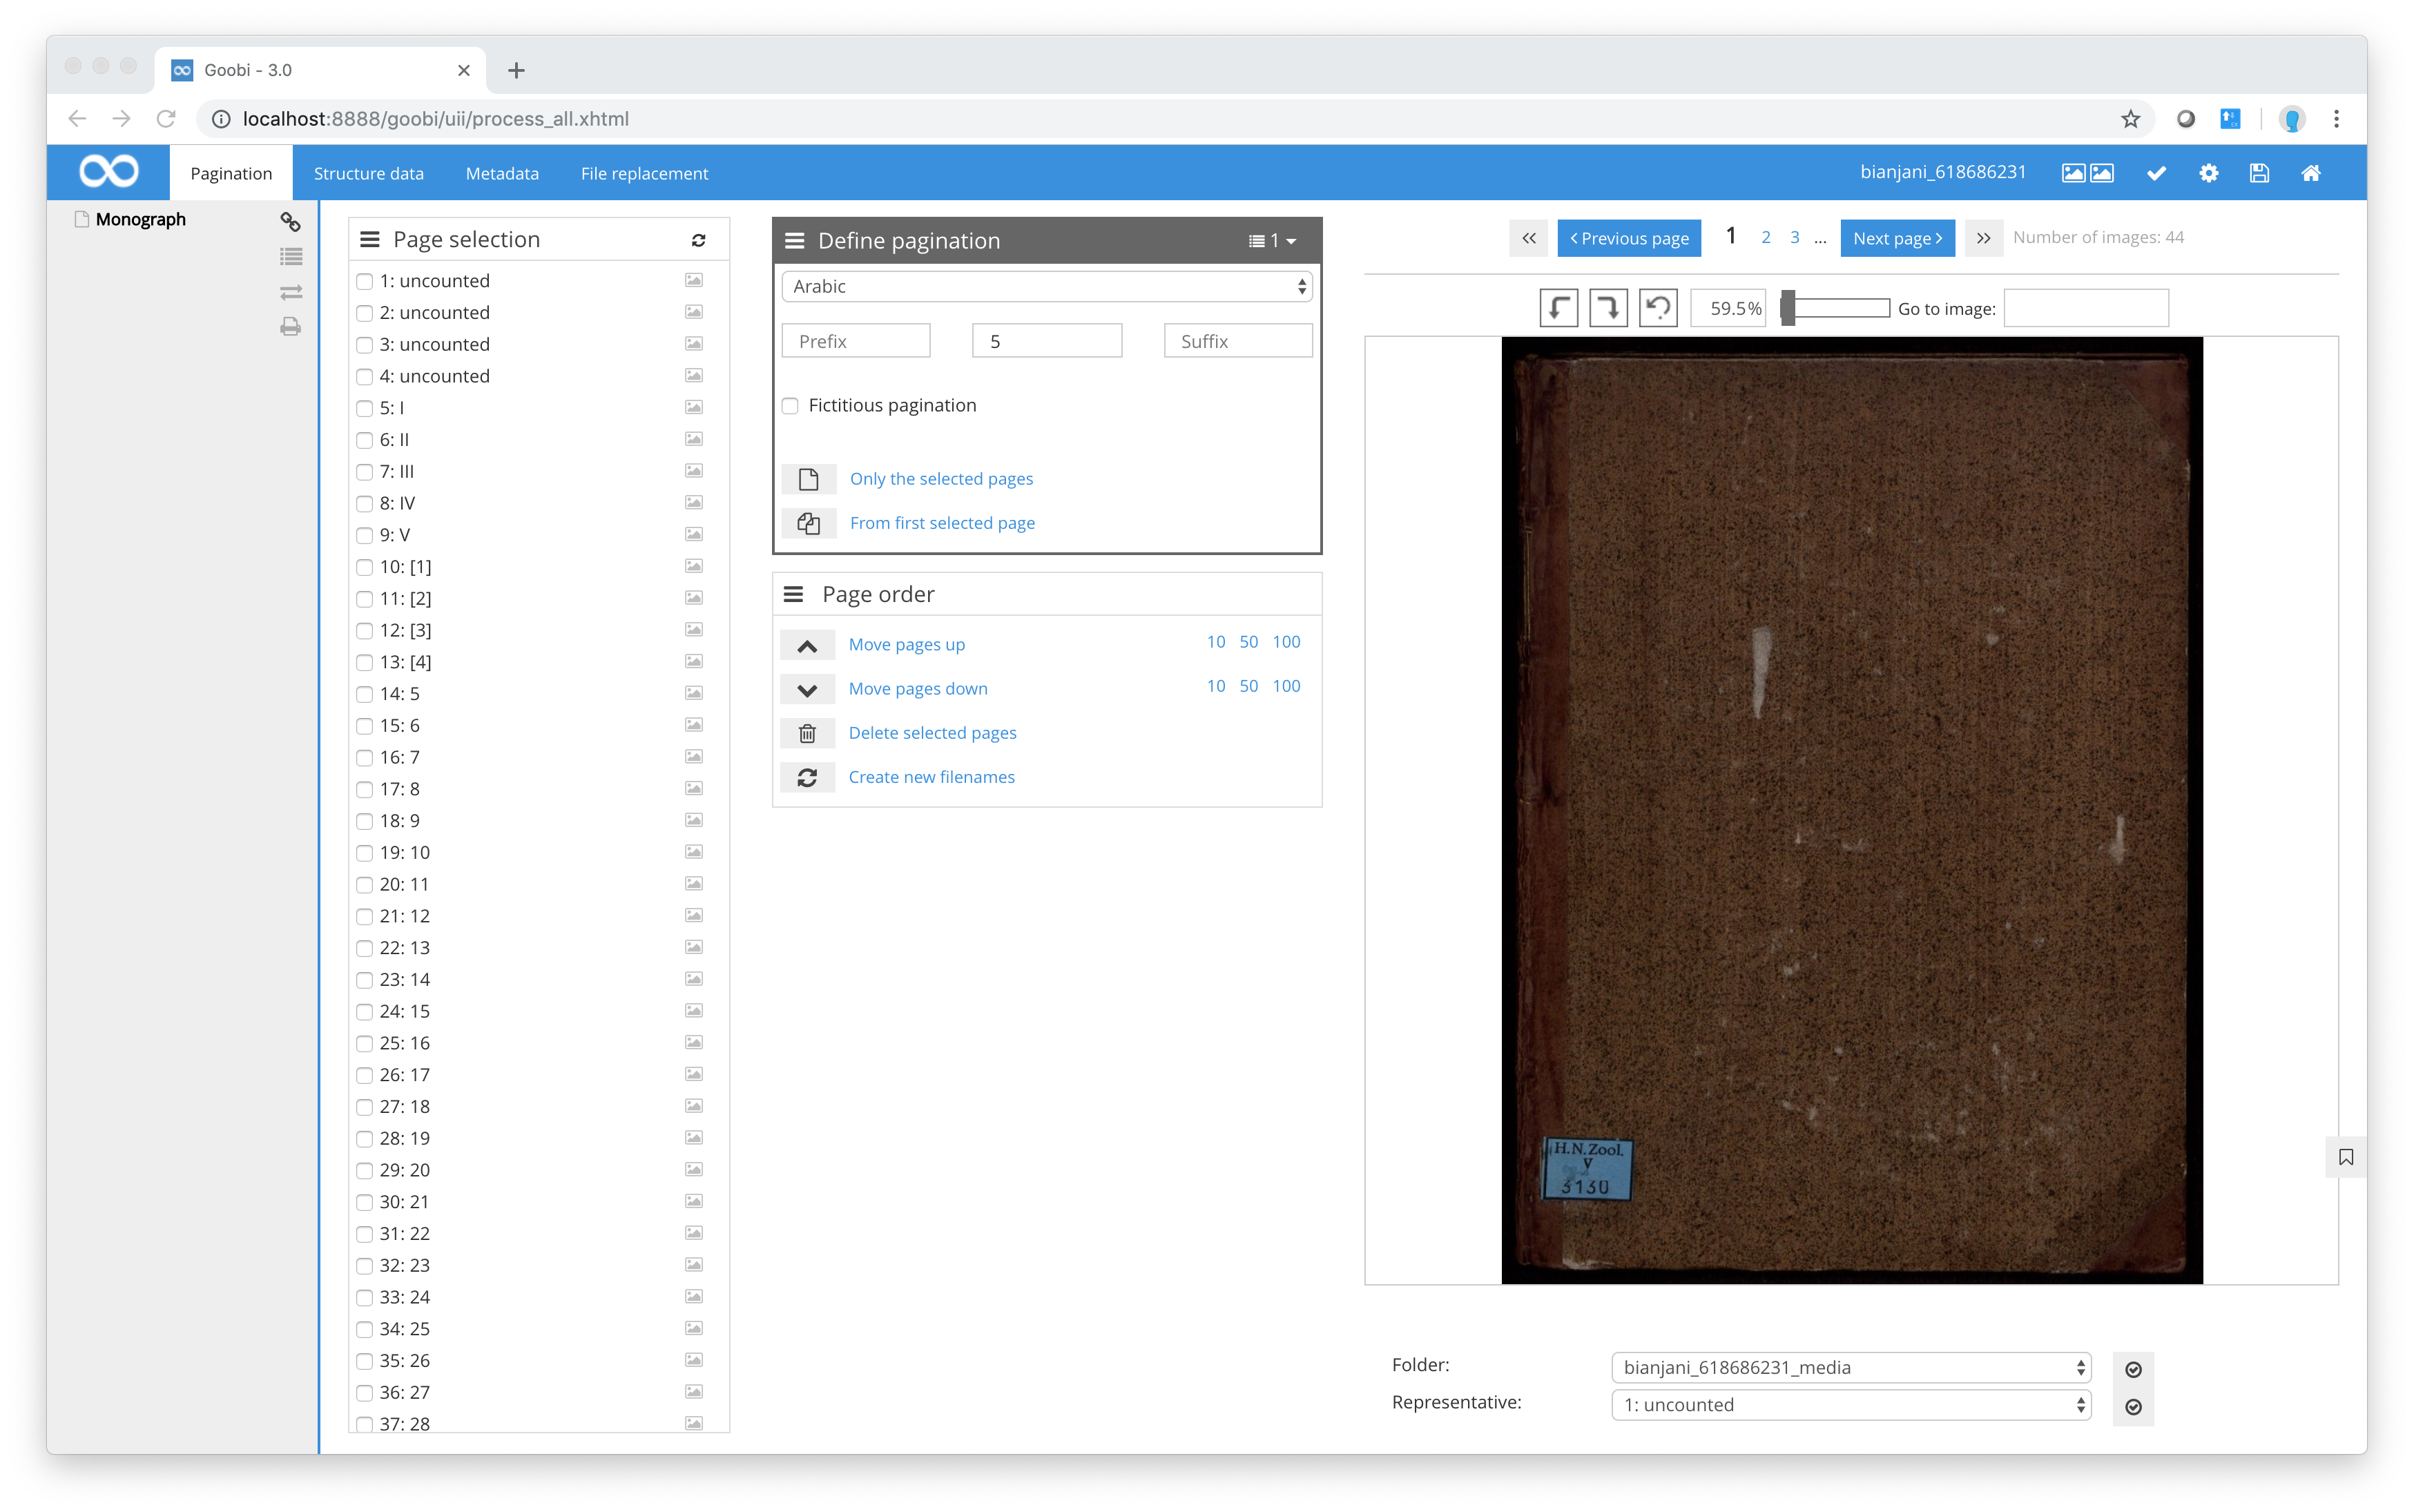 Goobi - 3.0
localhost:8888/goobi/uii/process_all.xhtml
Pagination Structure data Metadata File replacement bianjani_618686231
Monograph
Page selection
1: uncounted
2: uncounted
3: uncounted
4: uncounted
5: I
6: II
7: III
8: IV
9: V
10: [1]
11: [2]
12: [3]
13: [4]
14: 5
15: 6
16: 7
17: 8
18: 9
19: 10
20: 11
21: 12
22: 13
23: 14
24: 15
25: 16
26: 17
27: 18
28: 19
29: 20
30: 21
31: 22
32: 23
33: 24
34: 25
35: 26
36: 27
37: 28
Define pagination 1
Arabic
Prefix 5 Suffix
Fictitious pagination
Only the selected pages
From first selected page
Page order
Move pages up 10 50 100
Move pages down 10 50 100
Delete selected pages
Create new filenames
« ‹ Previous page 1 2 3 ... Next page › » Number of images: 44
59.5% Go to image:
H.N.Zool.
V
3130
Folder: bianjani_618686231_media
Representative: 1: uncounted